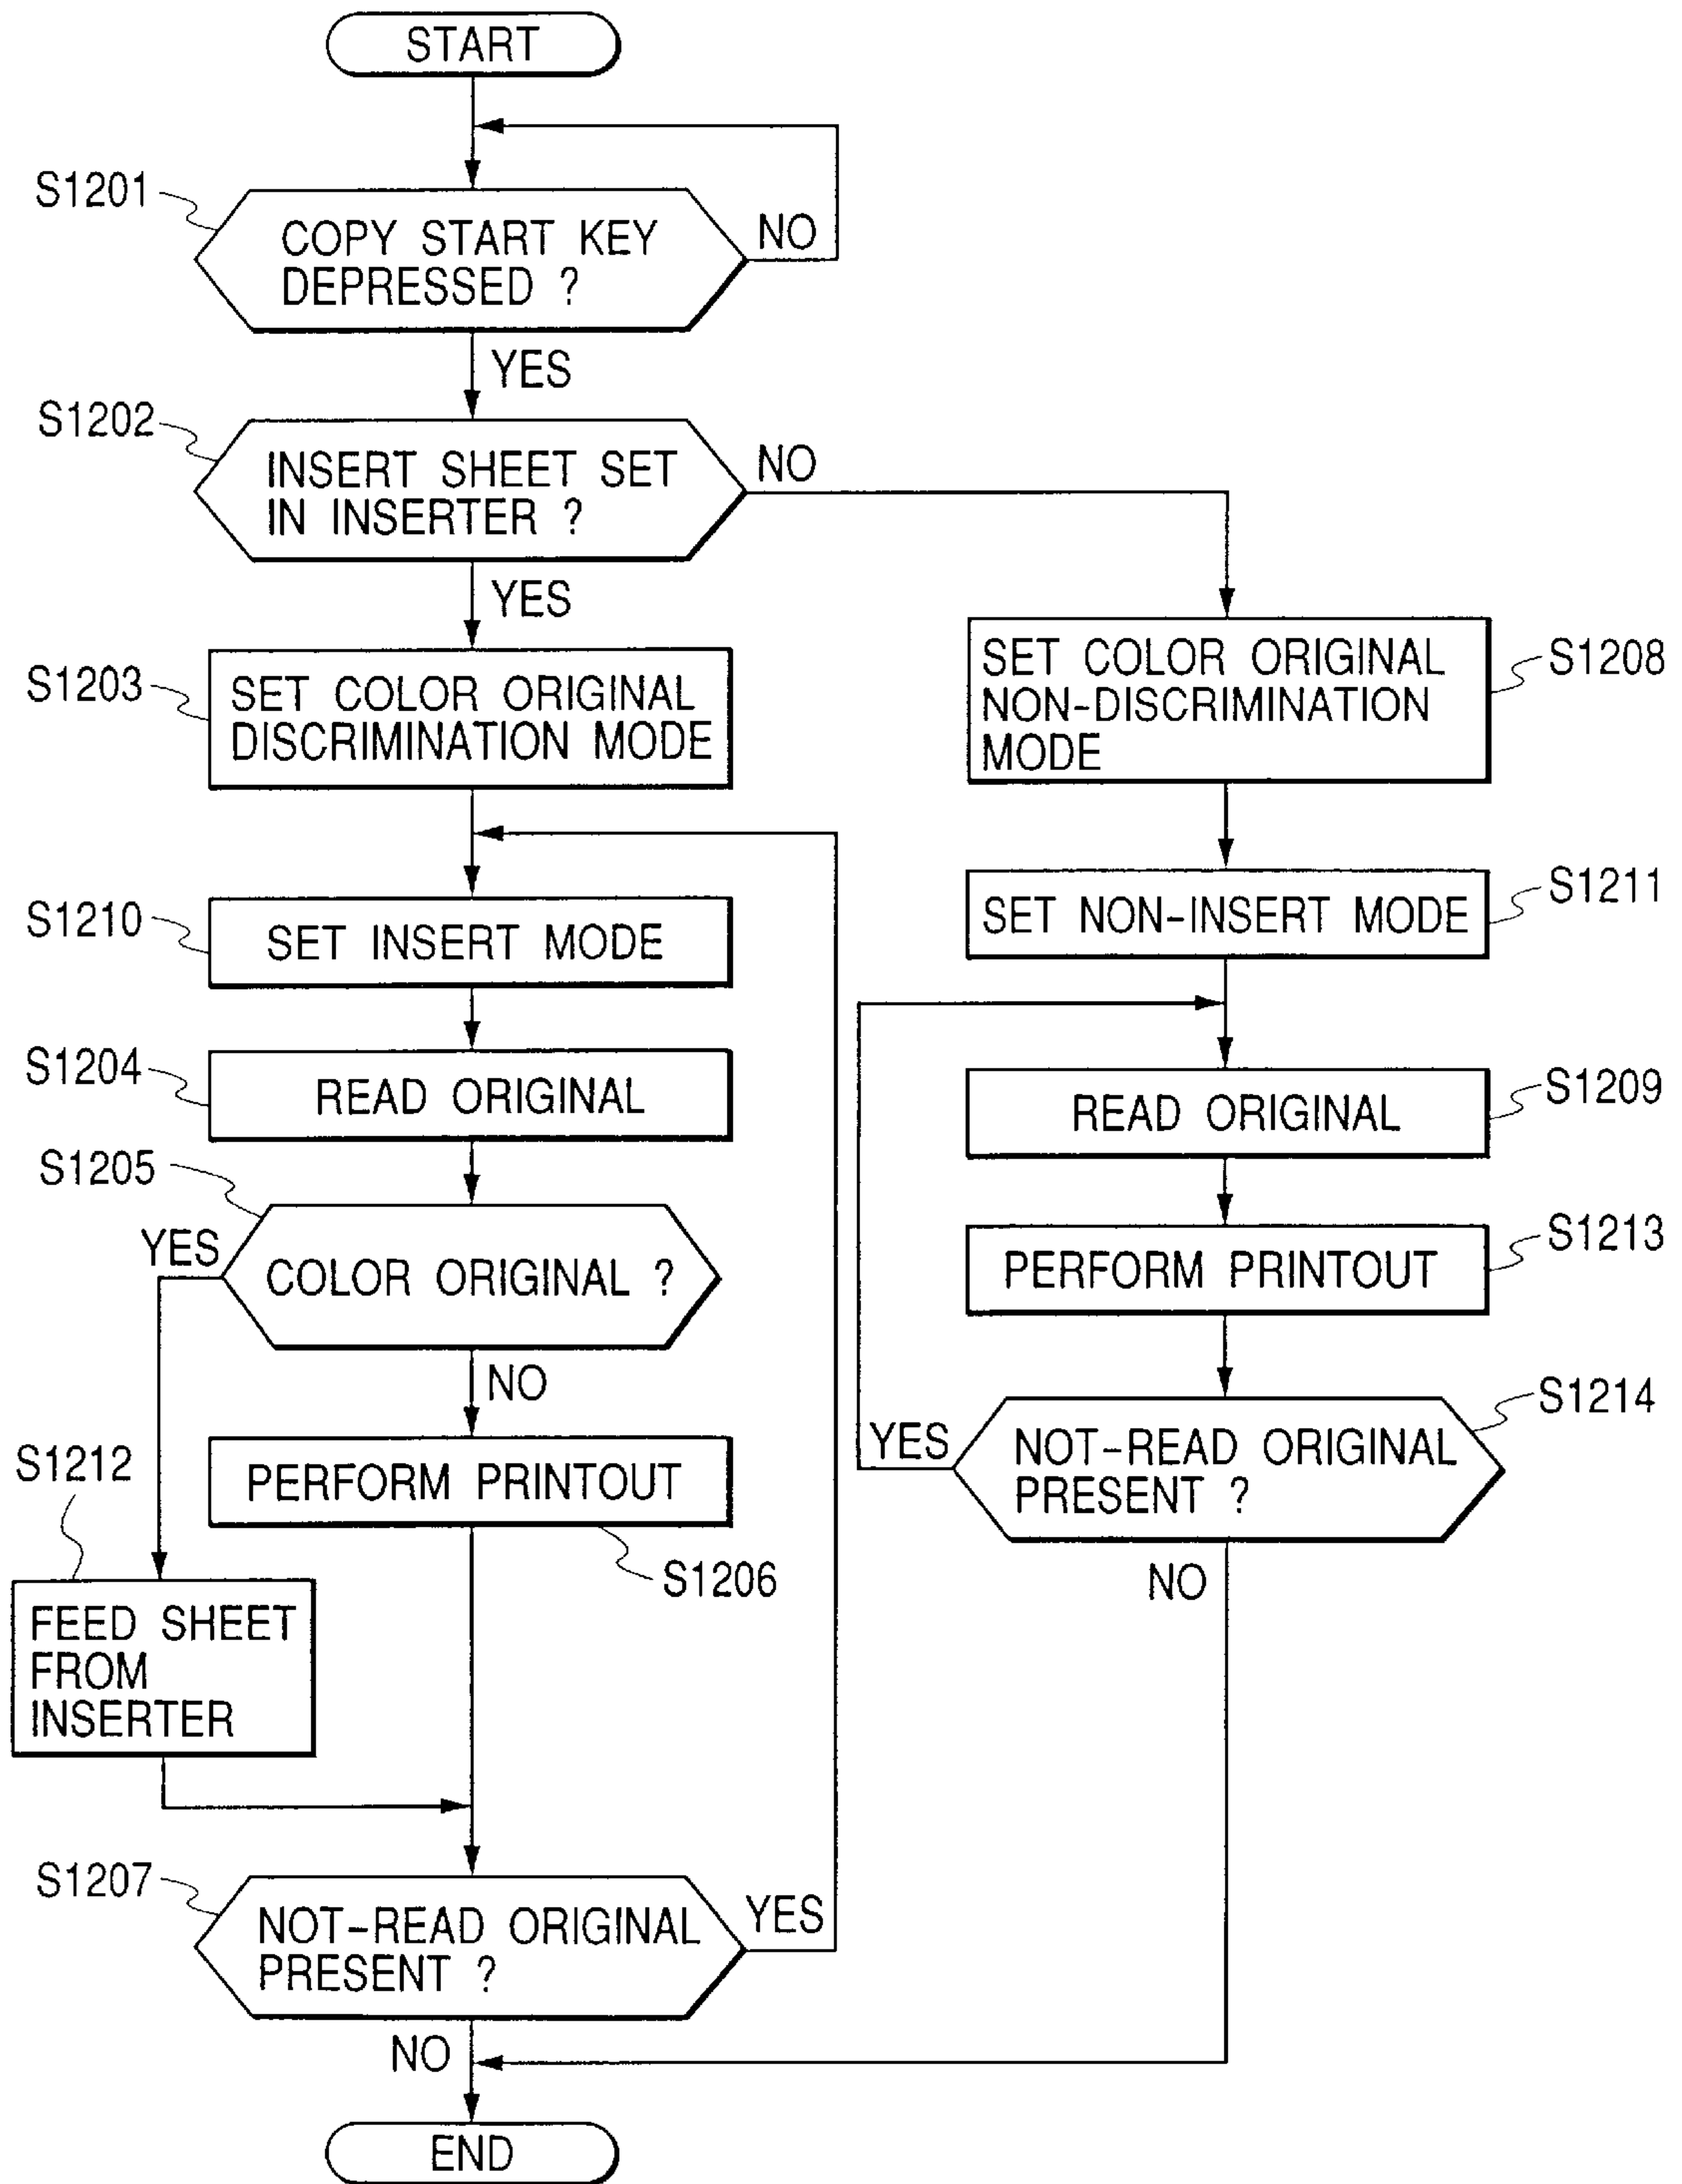 START
S1201
COPY START KEY
DEPRESSED ?
NO
YES
S1202
INSERT SHEET SET
IN INSERTER ?
NO
YES
S1203
SET COLOR ORIGINAL
DISCRIMINATION MODE
SET COLOR ORIGINAL
NON-DISCRIMINATION
MODE
S1208
S1210
SET INSERT MODE
SET NON-INSERT MODE
S1211
S1204
READ ORIGINAL
READ ORIGINAL
S1209
S1205
YES
COLOR ORIGINAL ?
NO
PERFORM PRINTOUT
S1213
S1212
PERFORM PRINTOUT
S1206
YES
NOT-READ ORIGINAL
PRESENT ?
S1214
NO
FEED SHEET
FROM
INSERTER
S1207
NOT-READ ORIGINAL
PRESENT ?
YES
NO
END